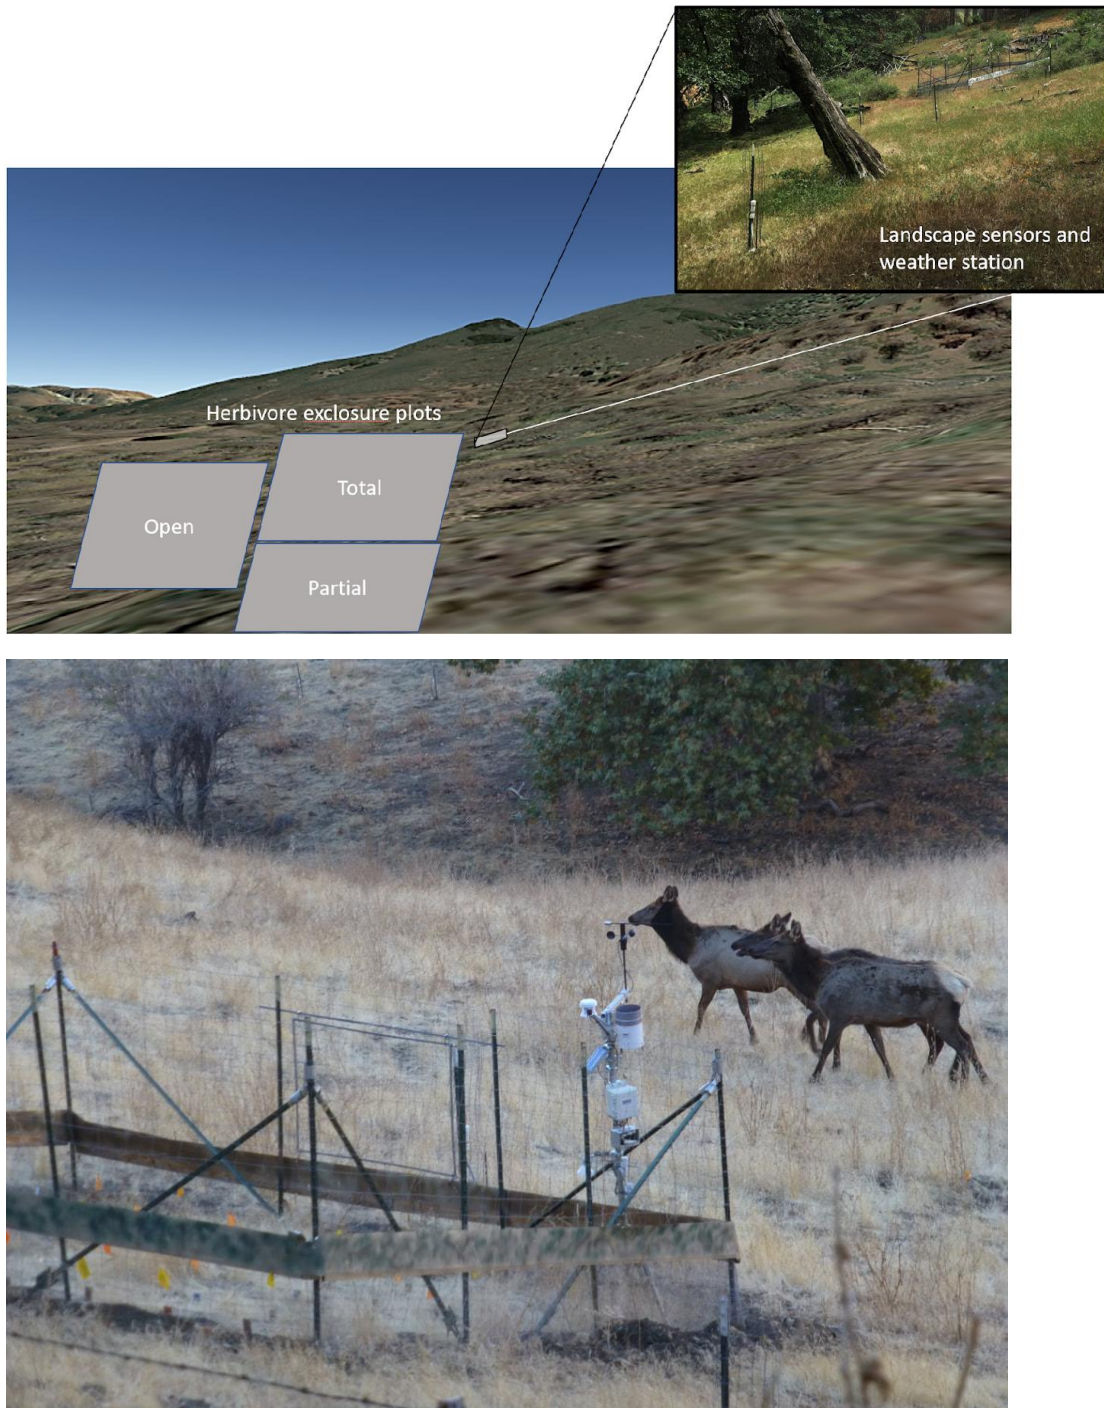 Landscape sensors and
weather station
Herbivore exclosure plots
Total
Open
Partial